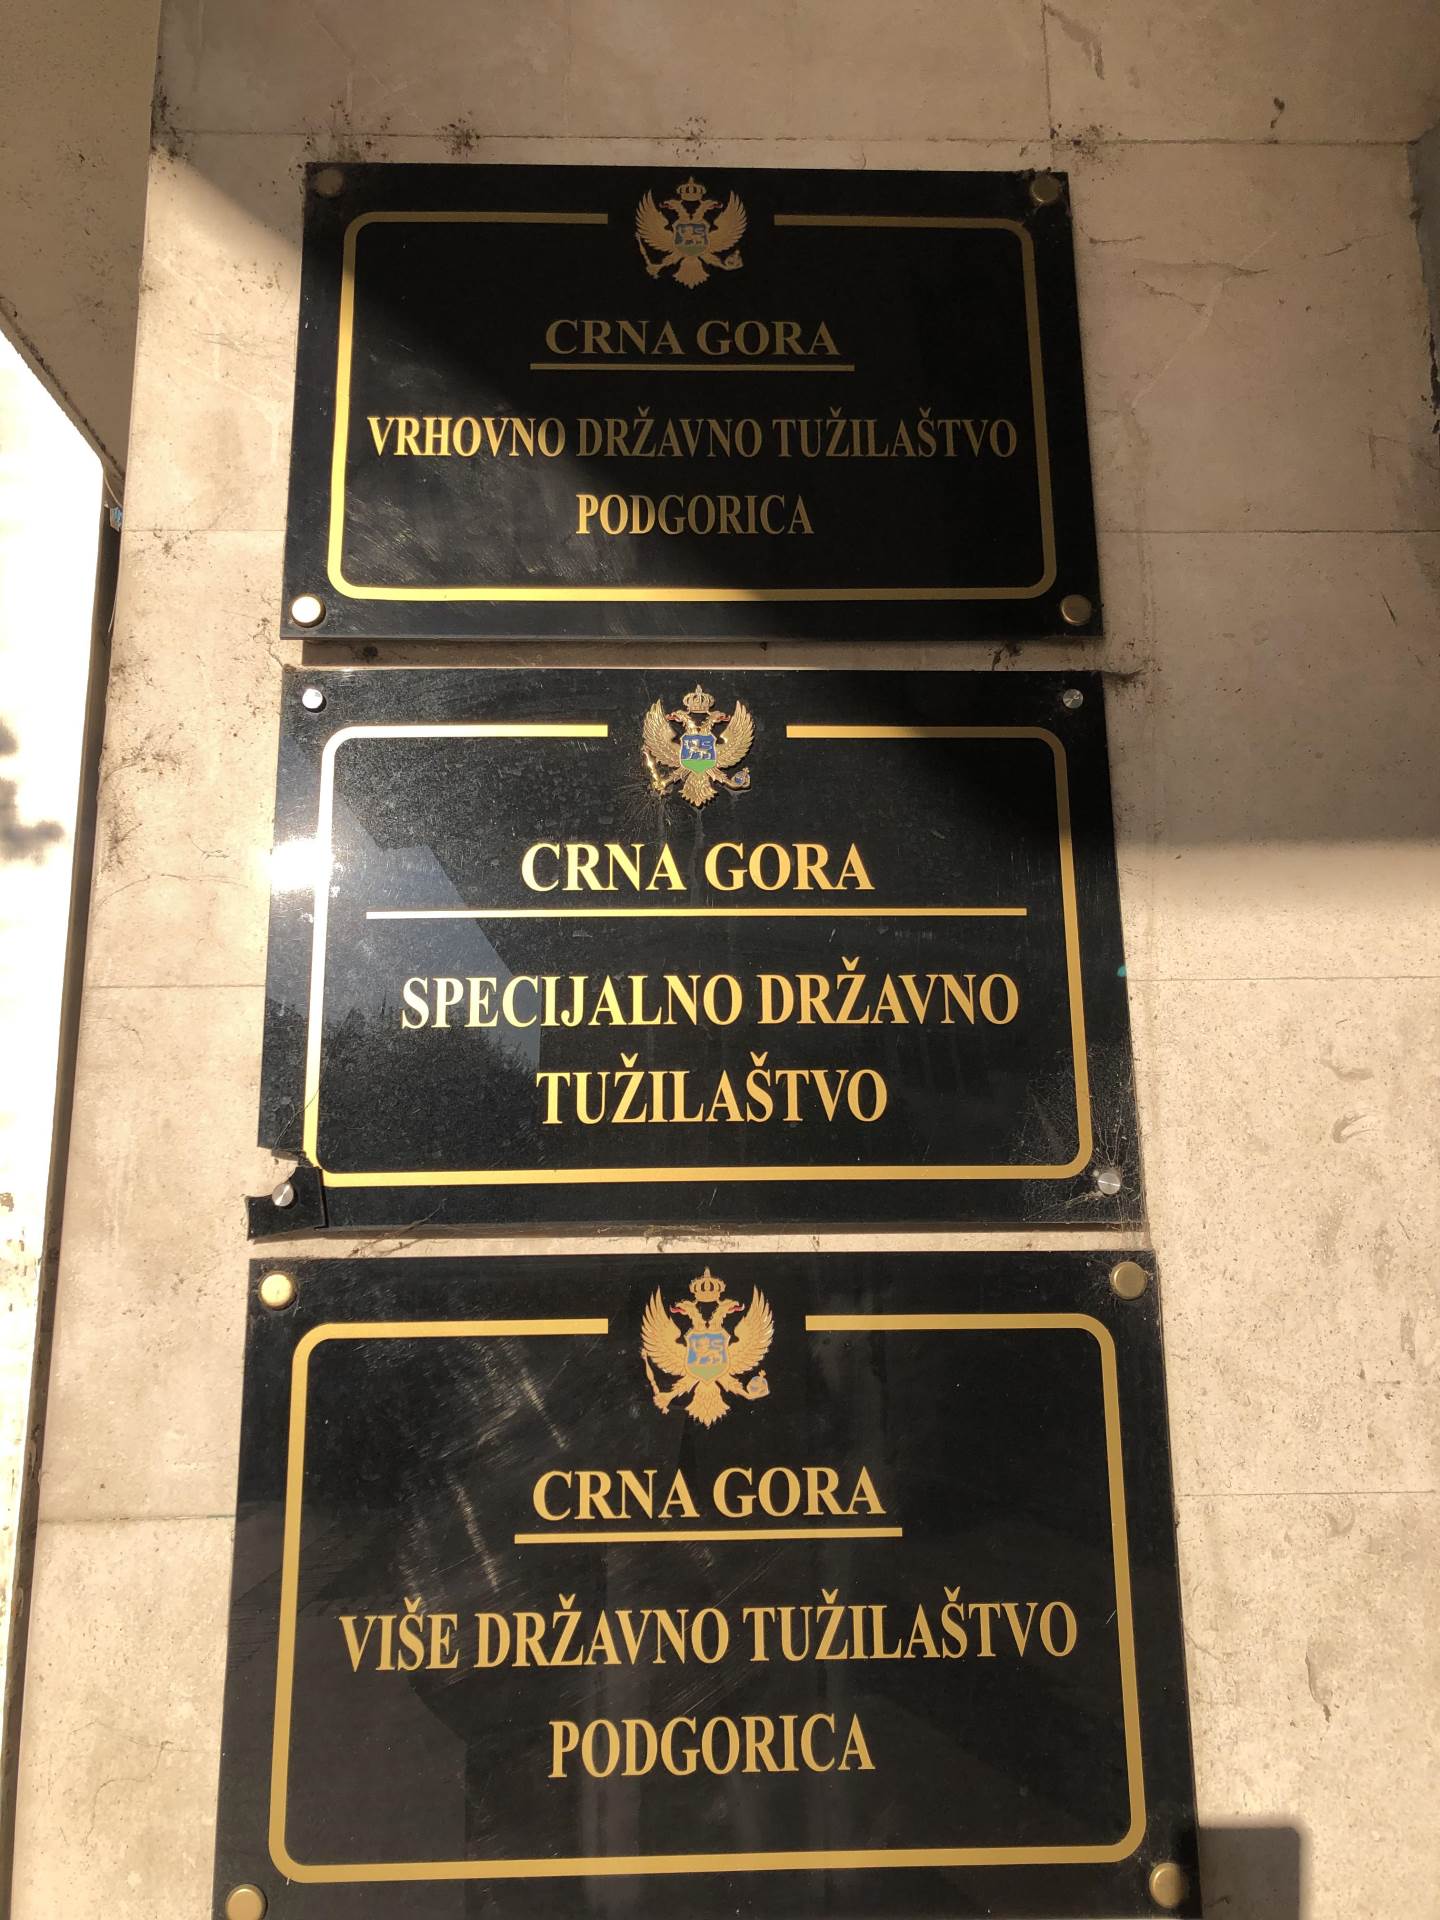 CRNA GORA
VRHOVNO DRŽAVNO TUŽILAŠTVO
PODGORICA
CRNA GORA
SPECIJALNO DRŽAVNO
TUŽILAŠTVO
CRNA GORA
VIŠE DRŽAVNO TUŽILAŠTVO
PODGORICA